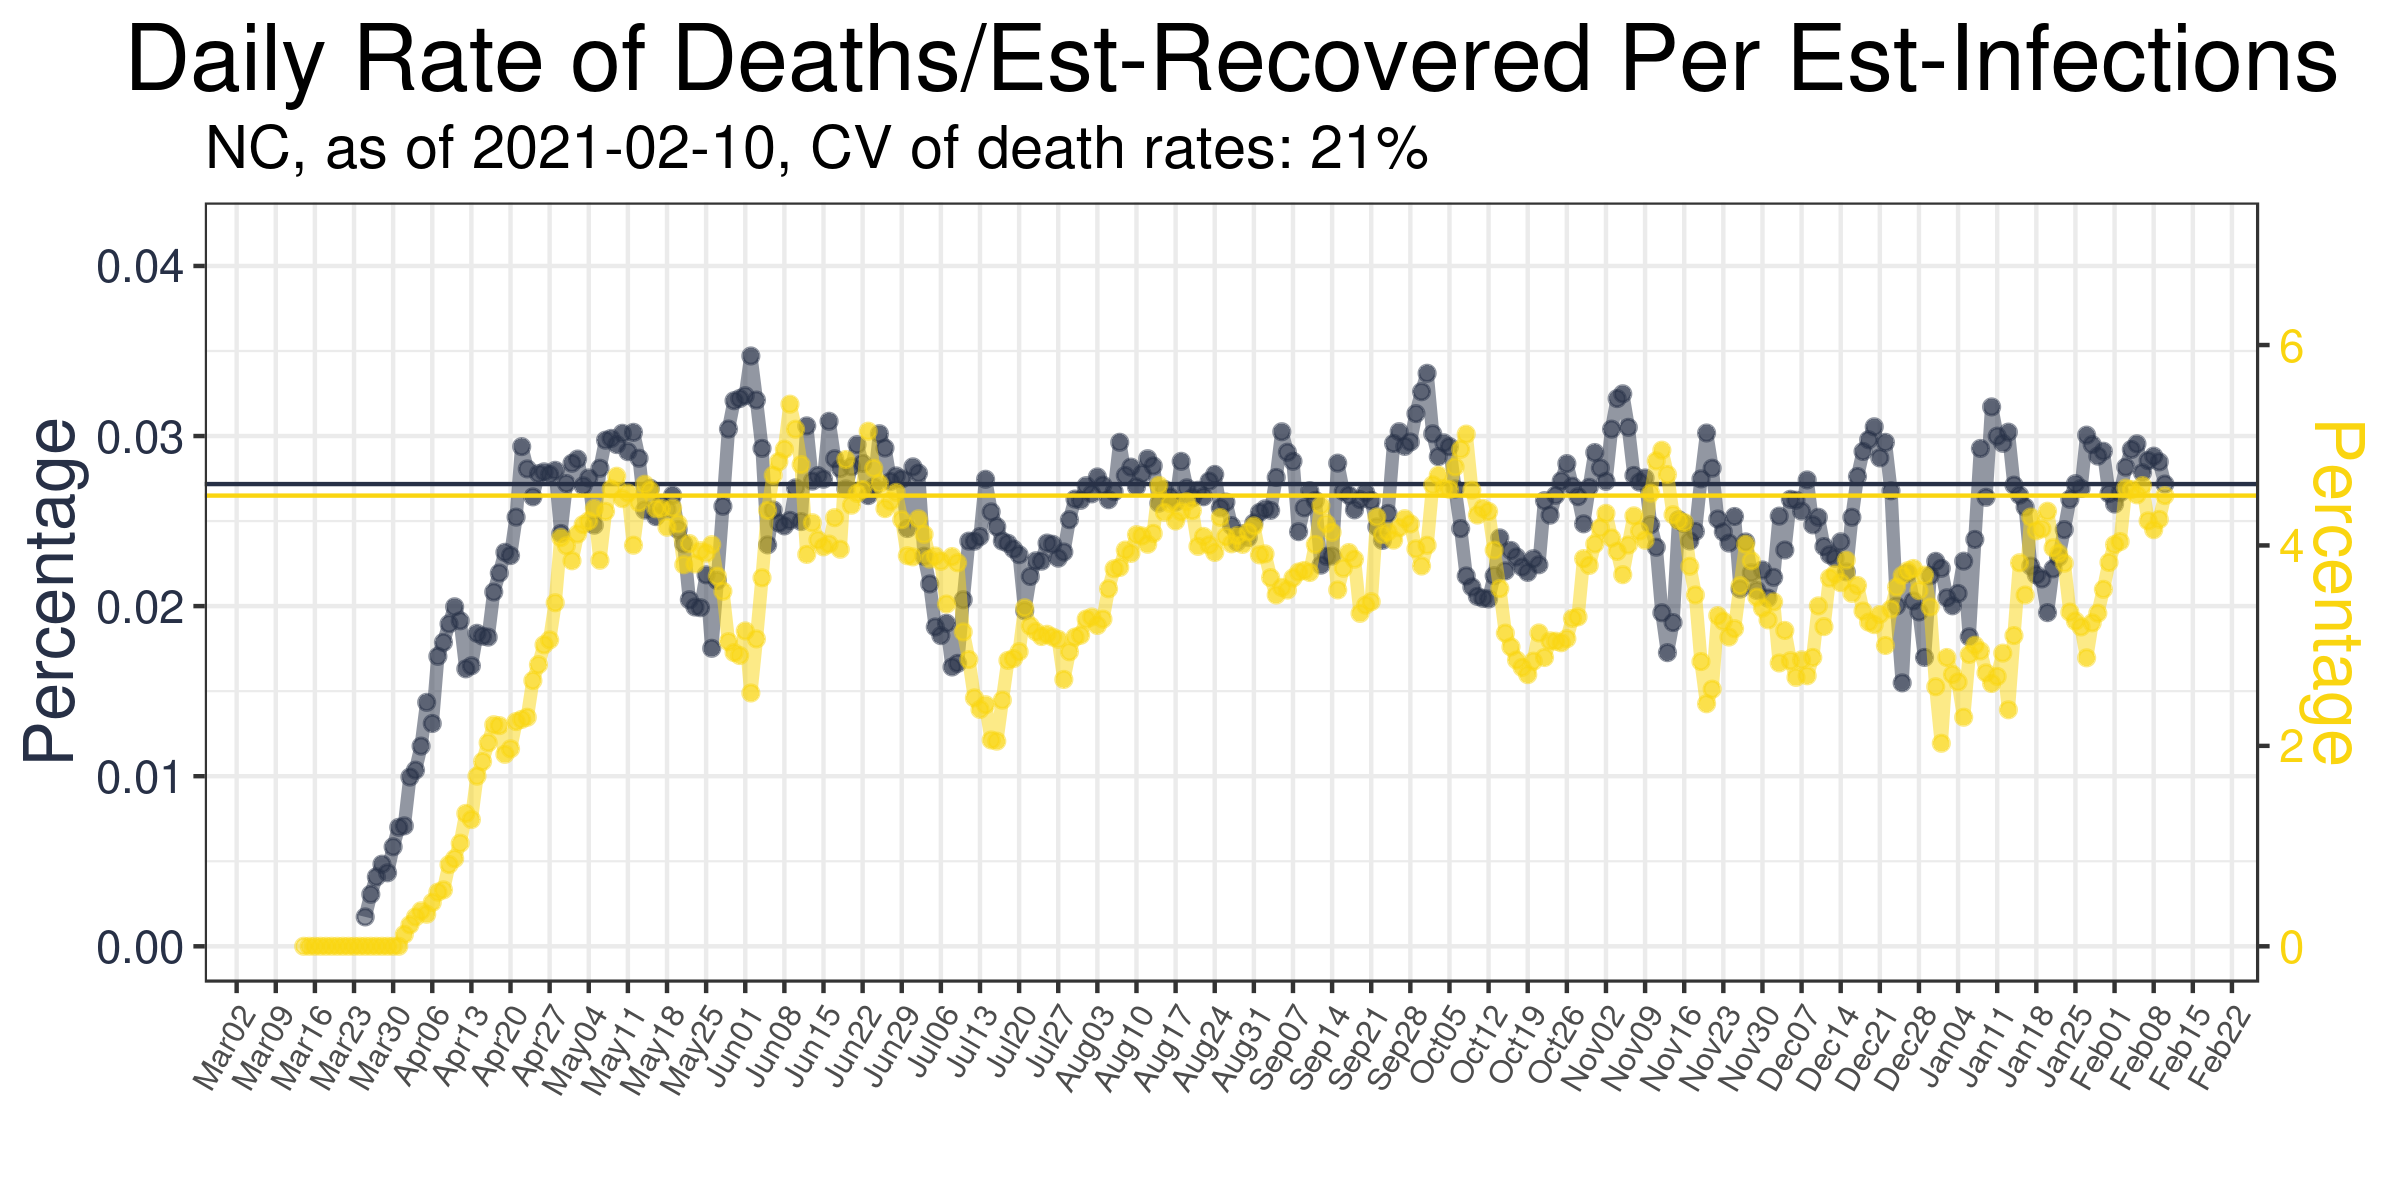 Daily Rate of Deaths/Est-Recovered Per Est-Infections
NC, as of 2021-02-10, CV of death rates: 21%
Percentage
0.04
0.03
0.02
0.01
0.00
6
4
2
0
Percentage
Mar02
Mar09
Mar16
Mar23
Mar30
Apr06
Apr13
Apr20
Apr27
May04
May11
May18
May25
Jun01
Jun08
Jun15
Jun22
Jun29
Jul06
Jul13
Jul20
Jul27
Aug03
Aug10
Aug17
Aug24
Aug31
Sep07
Sep14
Sep21
Sep28
Oct05
Oct12
Oct19
Oct26
Nov02
Nov09
Nov16
Nov23
Nov30
Dec07
Dec14
Dec21
Dec28
Jan04
Jan11
Jan18
Jan25
Feb01
Feb08
Feb15
Feb22